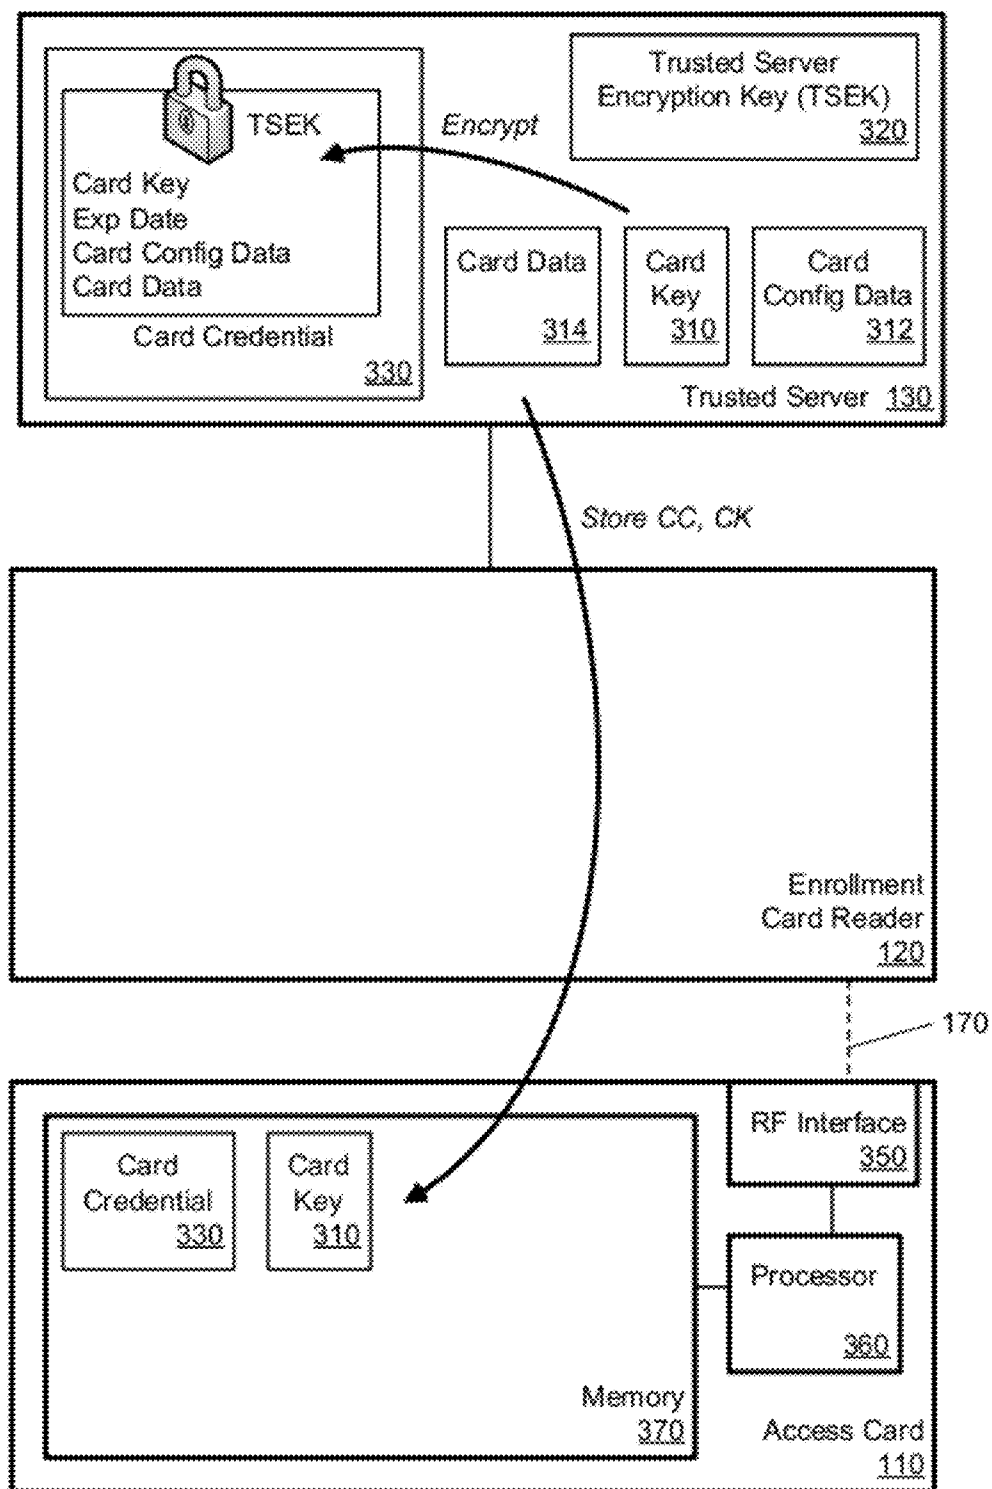 Trusted Server
Encryption Key (TSEK)
320
TSEK
Encrypt
Card Key
Exp Date
Card Config Data
Card Data
Card Credential
330
Card Data
314
Card
Key
310
Card
Config Data
312
Trusted Server 130
Store CC, CK
Enrollment
Card Reader
120
170
RF Interface
350
Card
Credential
330
Card
Key
310
Processor
360
Memory
370
Access Card
110